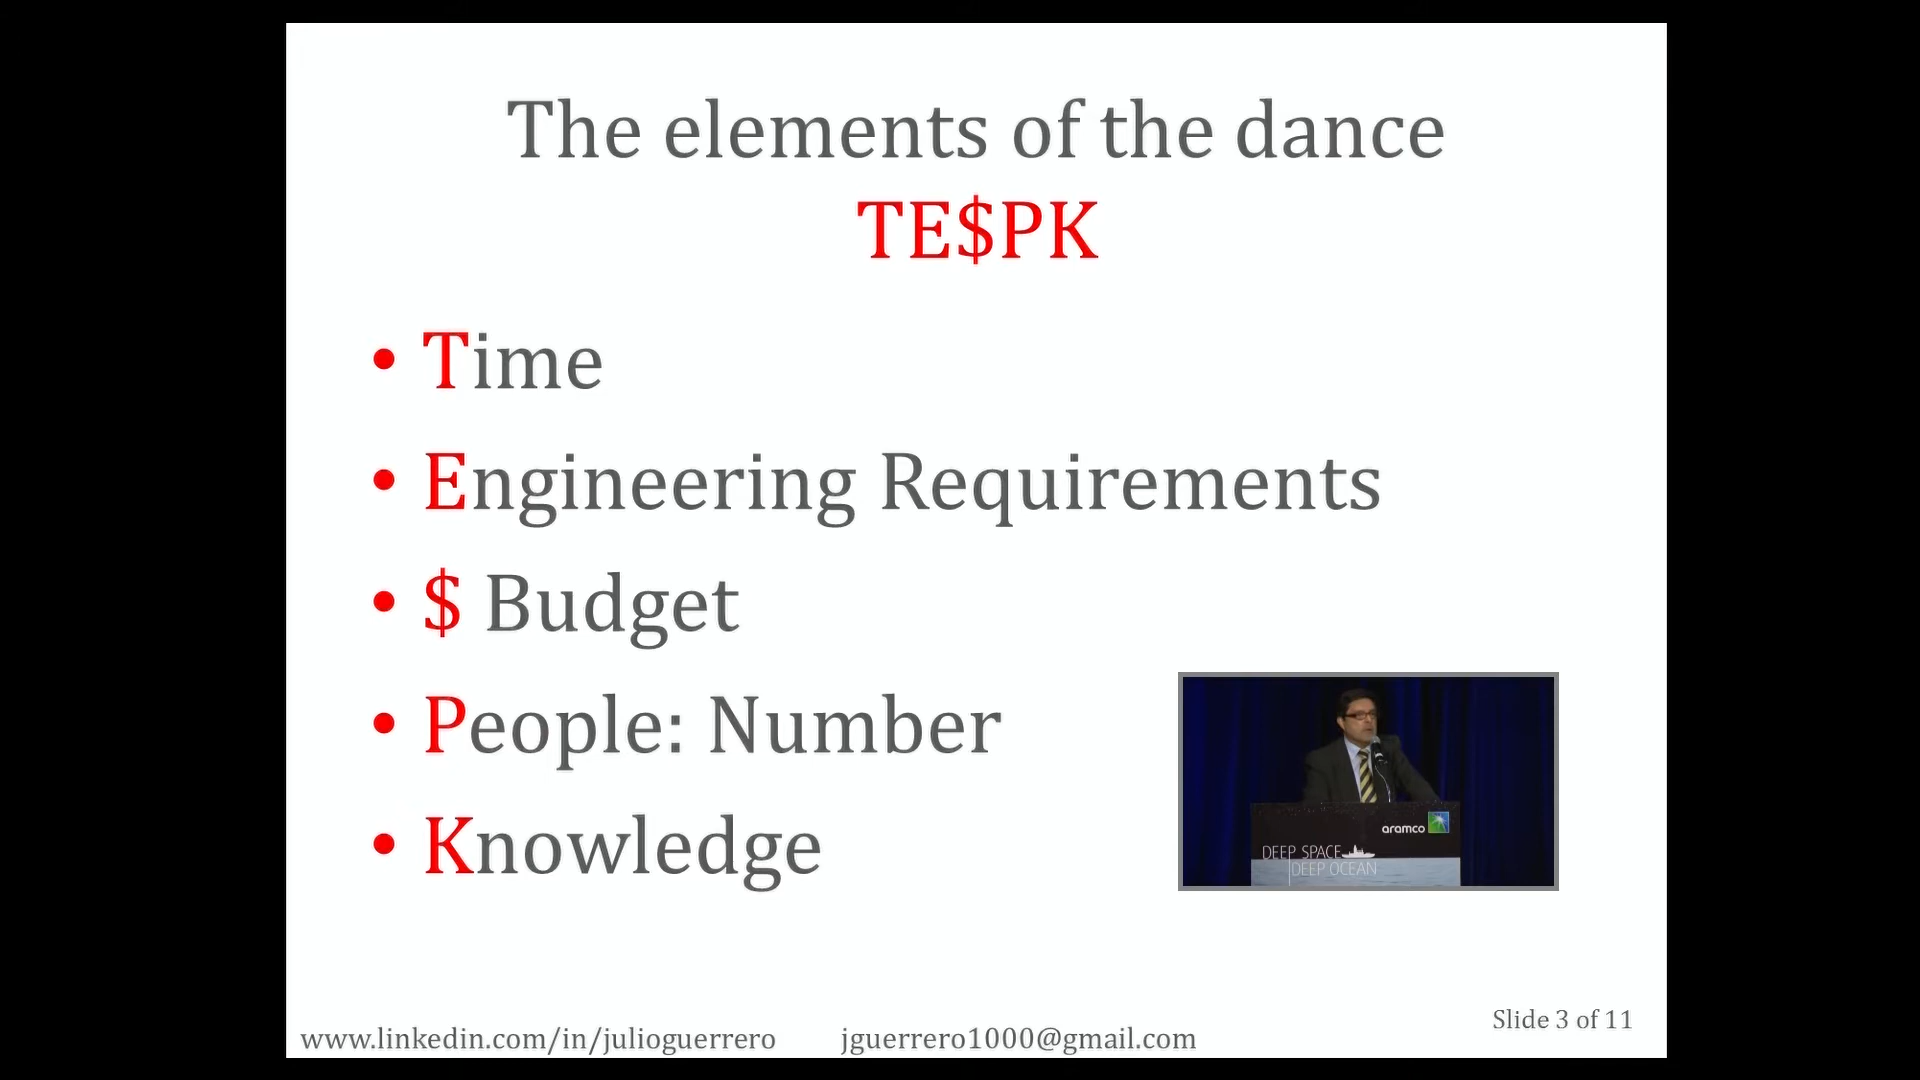 The elements of the dance
TE$PK
• Time
• Engineering Requirements
• $ Budget
• People: Number
• Knowledge
aramco
DEEP SPACE
DEEP OCEAN
Slide 3 of 11
www.linkedin.com/in/julioguerrero jguerrero1000@gmail.com